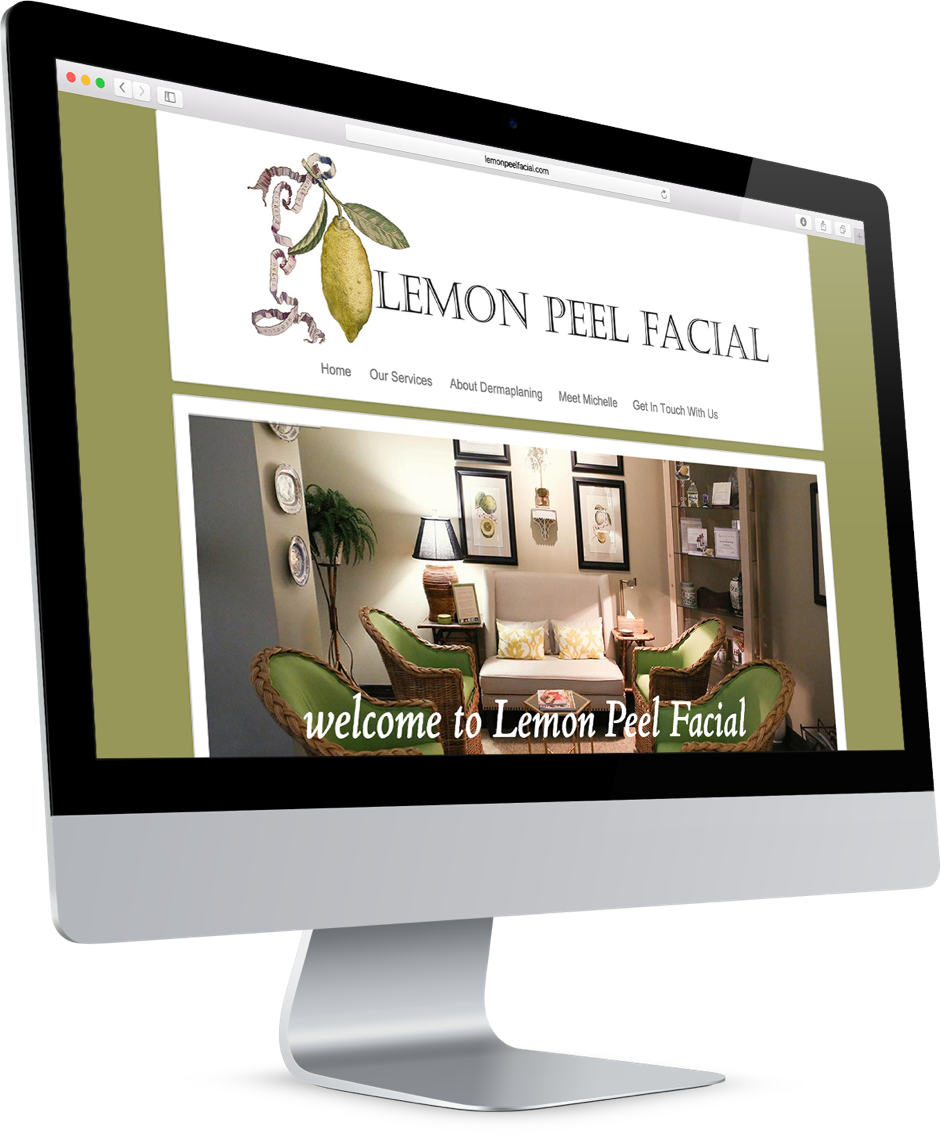 lemonpeelfacial.com
LEMON PEEL FACIAL
Home Our Services About Dermaplaning Meet Michelle Get In Touch With Us
welcome to Lemon Peel Facial